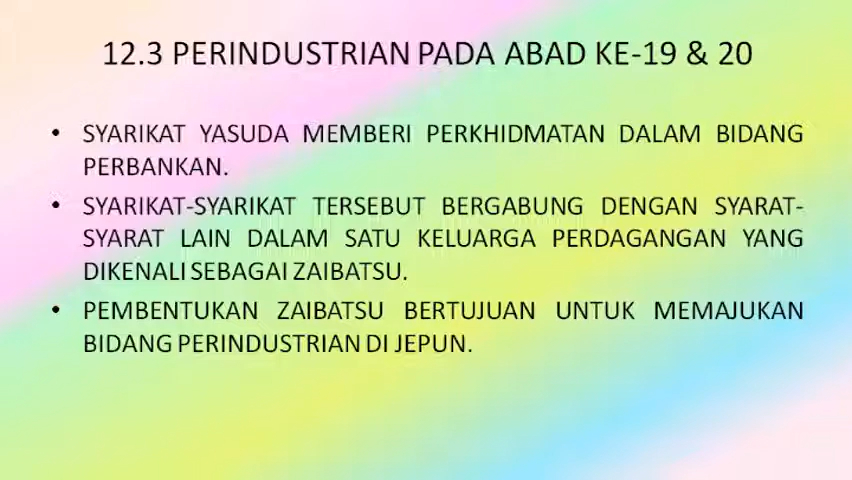 12.3 PERINDUSTRIAN PADA ABAD KE-19 & 20
• SYARIKAT YASUDA MEMBERI PERKHIDMATAN DALAM BIDANG
PERBANKAN.
• SYARIKAT-SYARIKAT TERSEBUT BERGABUNG DENGAN SYARAT-
SYARAT LAIN DALAM SATU KELUARGA PERDAGANGAN YANG
DIKENALI SEBAGAI ZAIBATSU.
• PEMBENTUKAN ZAIBATSU BERTUJUAN UNTUK MEMAJUKAN
BIDANG PERINDUSTRIAN DI JEPUN.